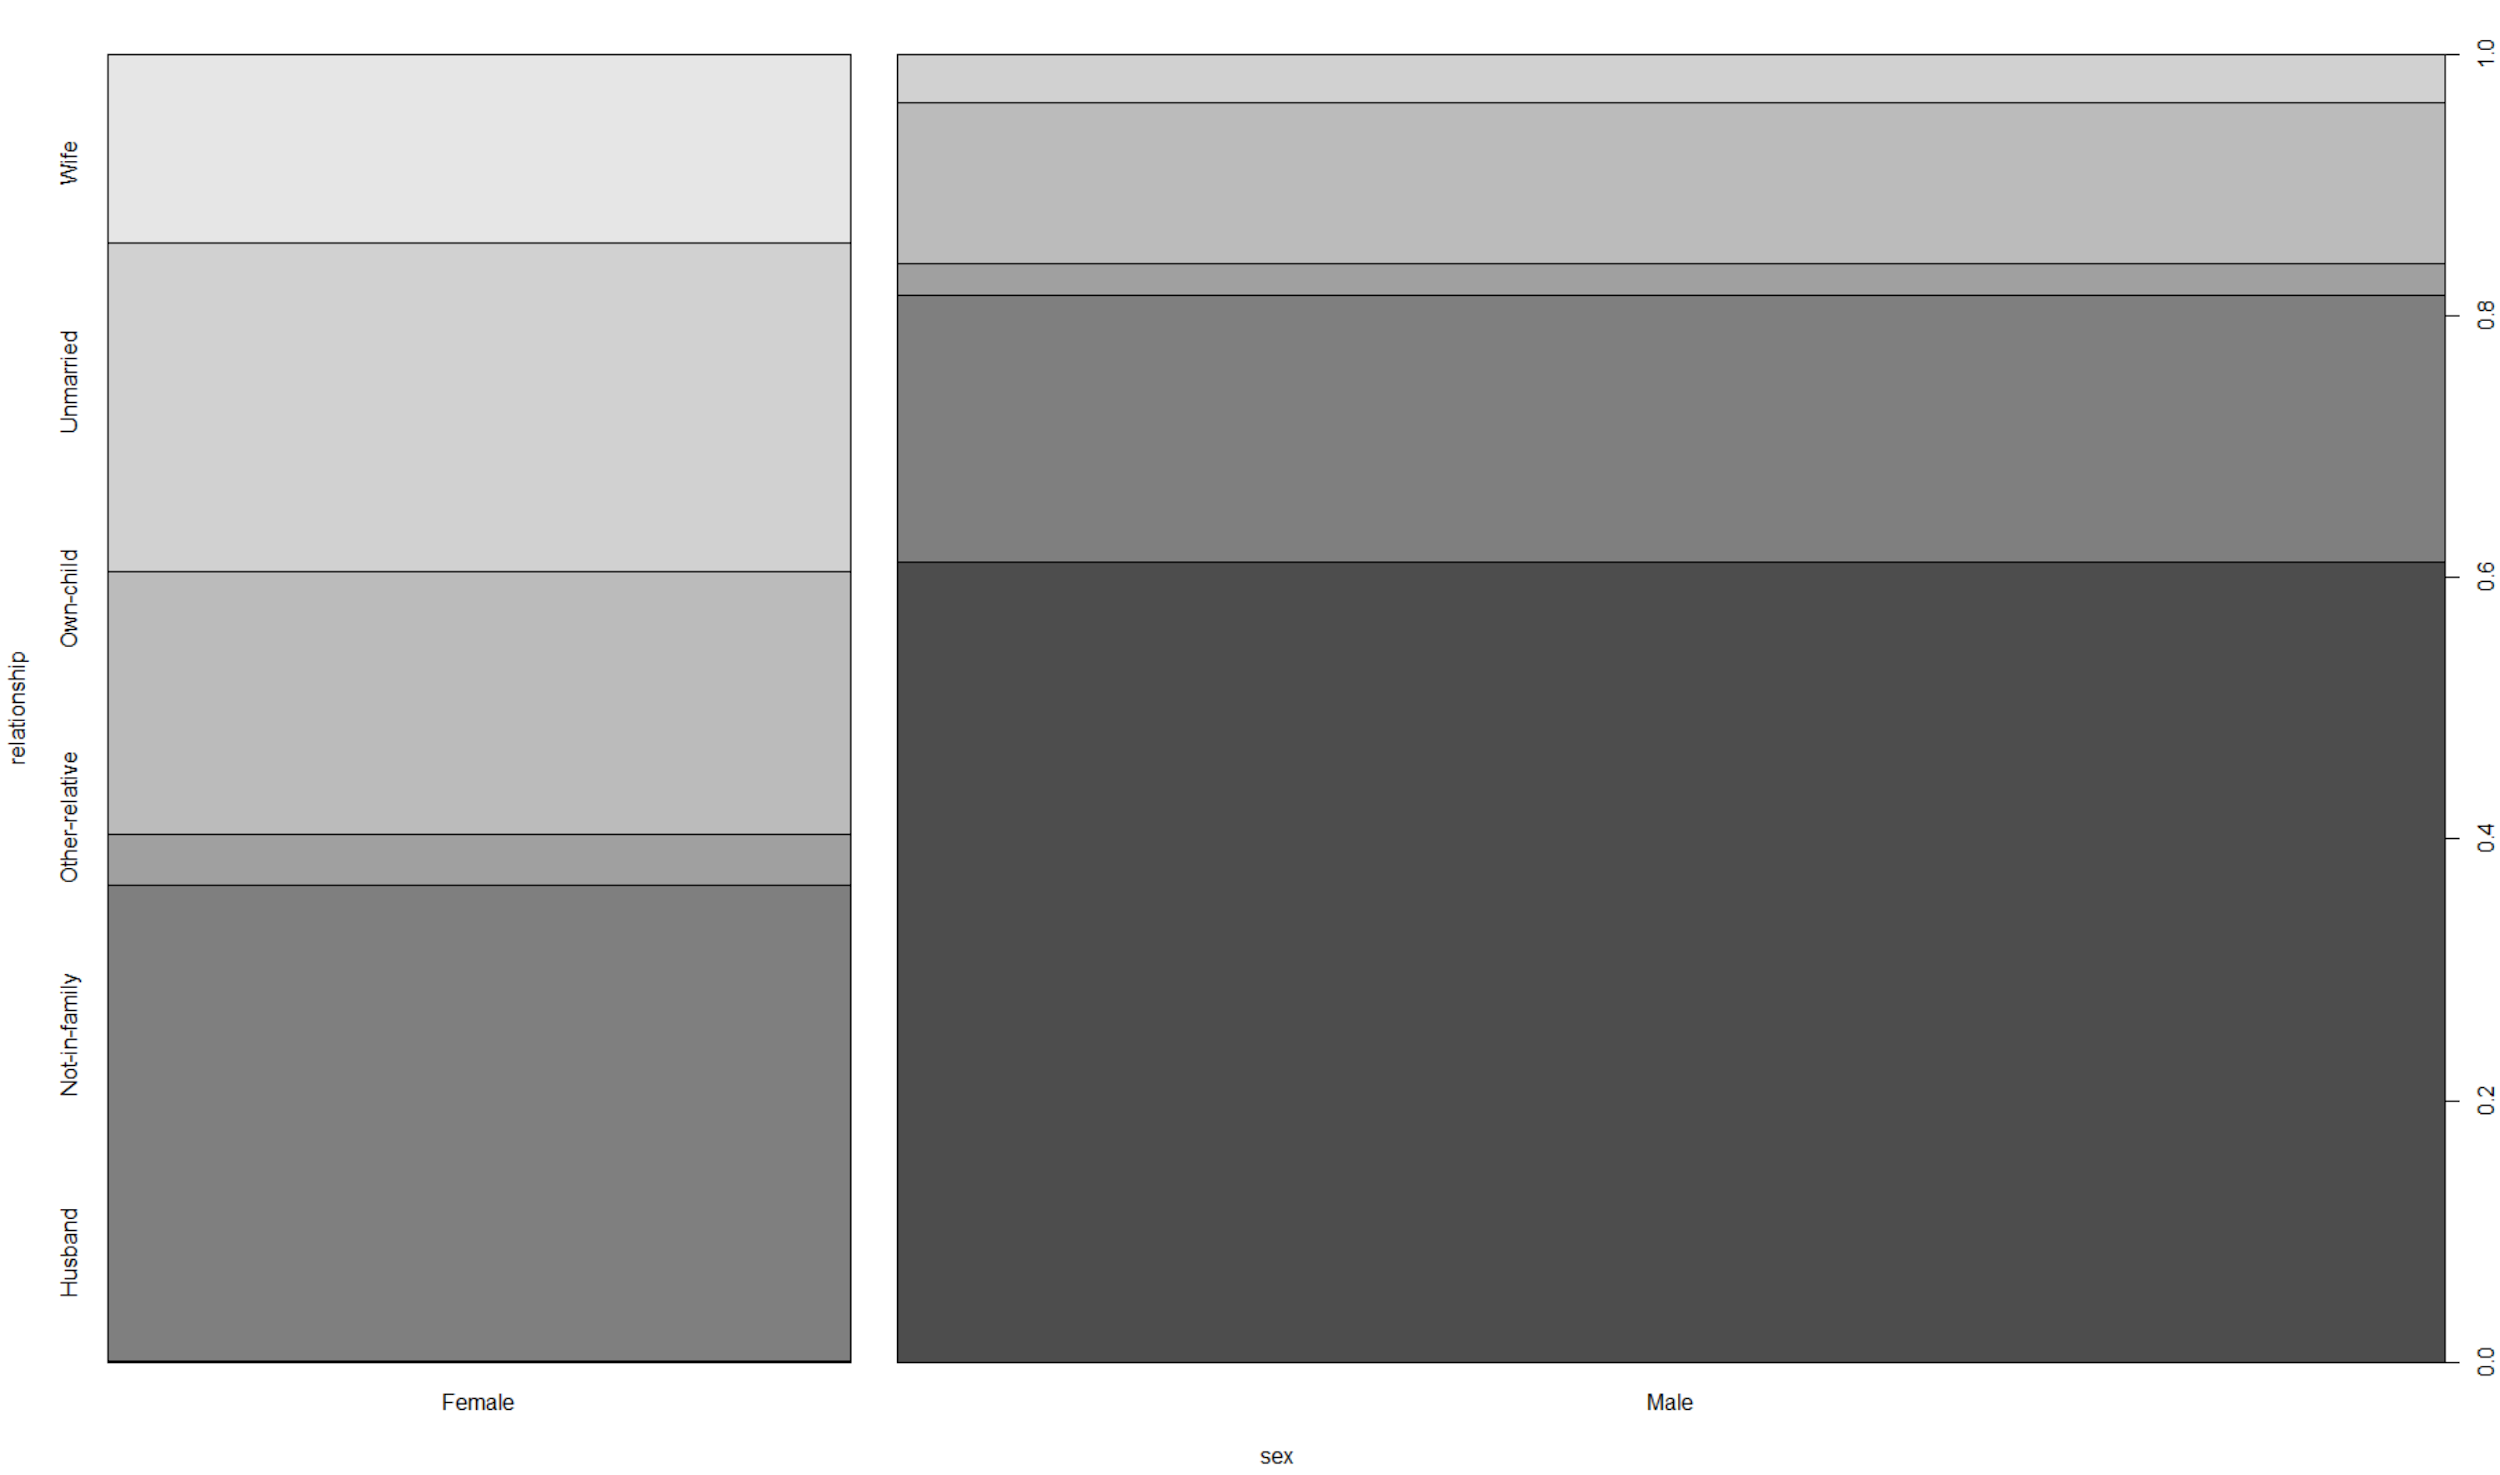 relationship
Wife
Unmarried
Own-child
Other-relative
Not-in-family
Husband
1.0
0.8
0.6
0.4
0.2
0.0
Female
Male
sex